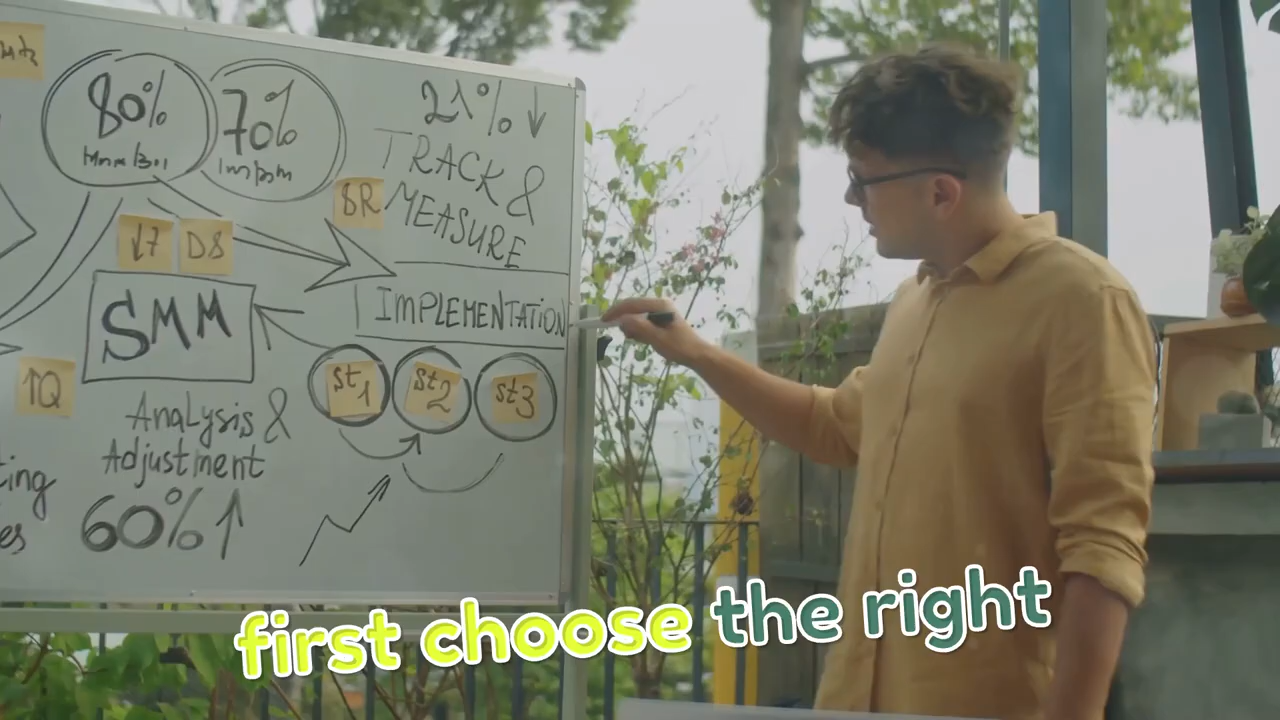 80%
70%
21% ↓
TRACK &
MEASURE
8R
17 D8
SMM
IMPLEMENTATION
↑Q
st1 st2 st3
Analysis &
Adjustment
60% ↑
ting
es
first choose the right